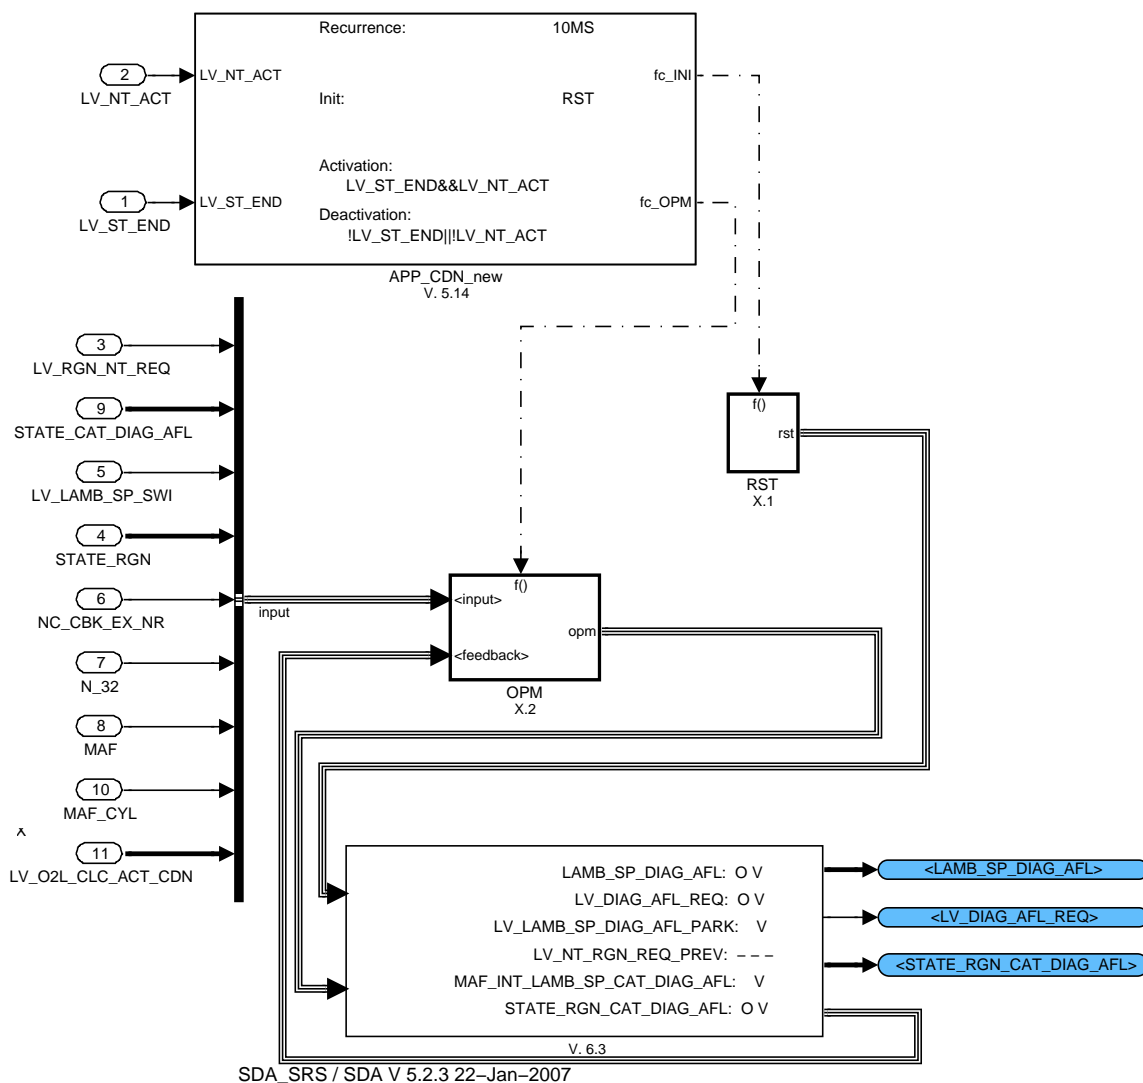 Recurrence: 10MS
2
LV_NT_ACT
LV_NT_ACT
fc_INI
Init: RST
Activation:
LV_ST_END&&LV_NT_ACT
1
LV_ST_END
LV_ST_END
fc_OPM
Deactivation:
!LV_ST_END||!LV_NT_ACT
APP_CDN_new
V. 5.14
3
LV_RGN_NT_REQ
9
STATE_CAT_DIAG_AFL
5
LV_LAMB_SP_SWI
4
STATE_RGN
6
NC_CBK_EX_NR
7
N_32
8
MAF
10
MAF_CYL
11
LV_O2L_CLC_ACT_CDN
input
f()
rst
RST
X.1
f()
<input>
opm
<feedback>
OPM
X.2
LAMB_SP_DIAG_AFL: O V
LV_DIAG_AFL_REQ: O V
LV_LAMB_SP_DIAG_AFL_PARK: V
LV_NT_RGN_REQ_PREV: – – –
MAF_INT_LAMB_SP_CAT_DIAG_AFL: V
STATE_RGN_CAT_DIAG_AFL: O V
V. 6.3
<LAMB_SP_DIAG_AFL>
<LV_DIAG_AFL_REQ>
<STATE_RGN_CAT_DIAG_AFL>
SDA_SRS / SDA V 5.2.3 22–Jan–2007